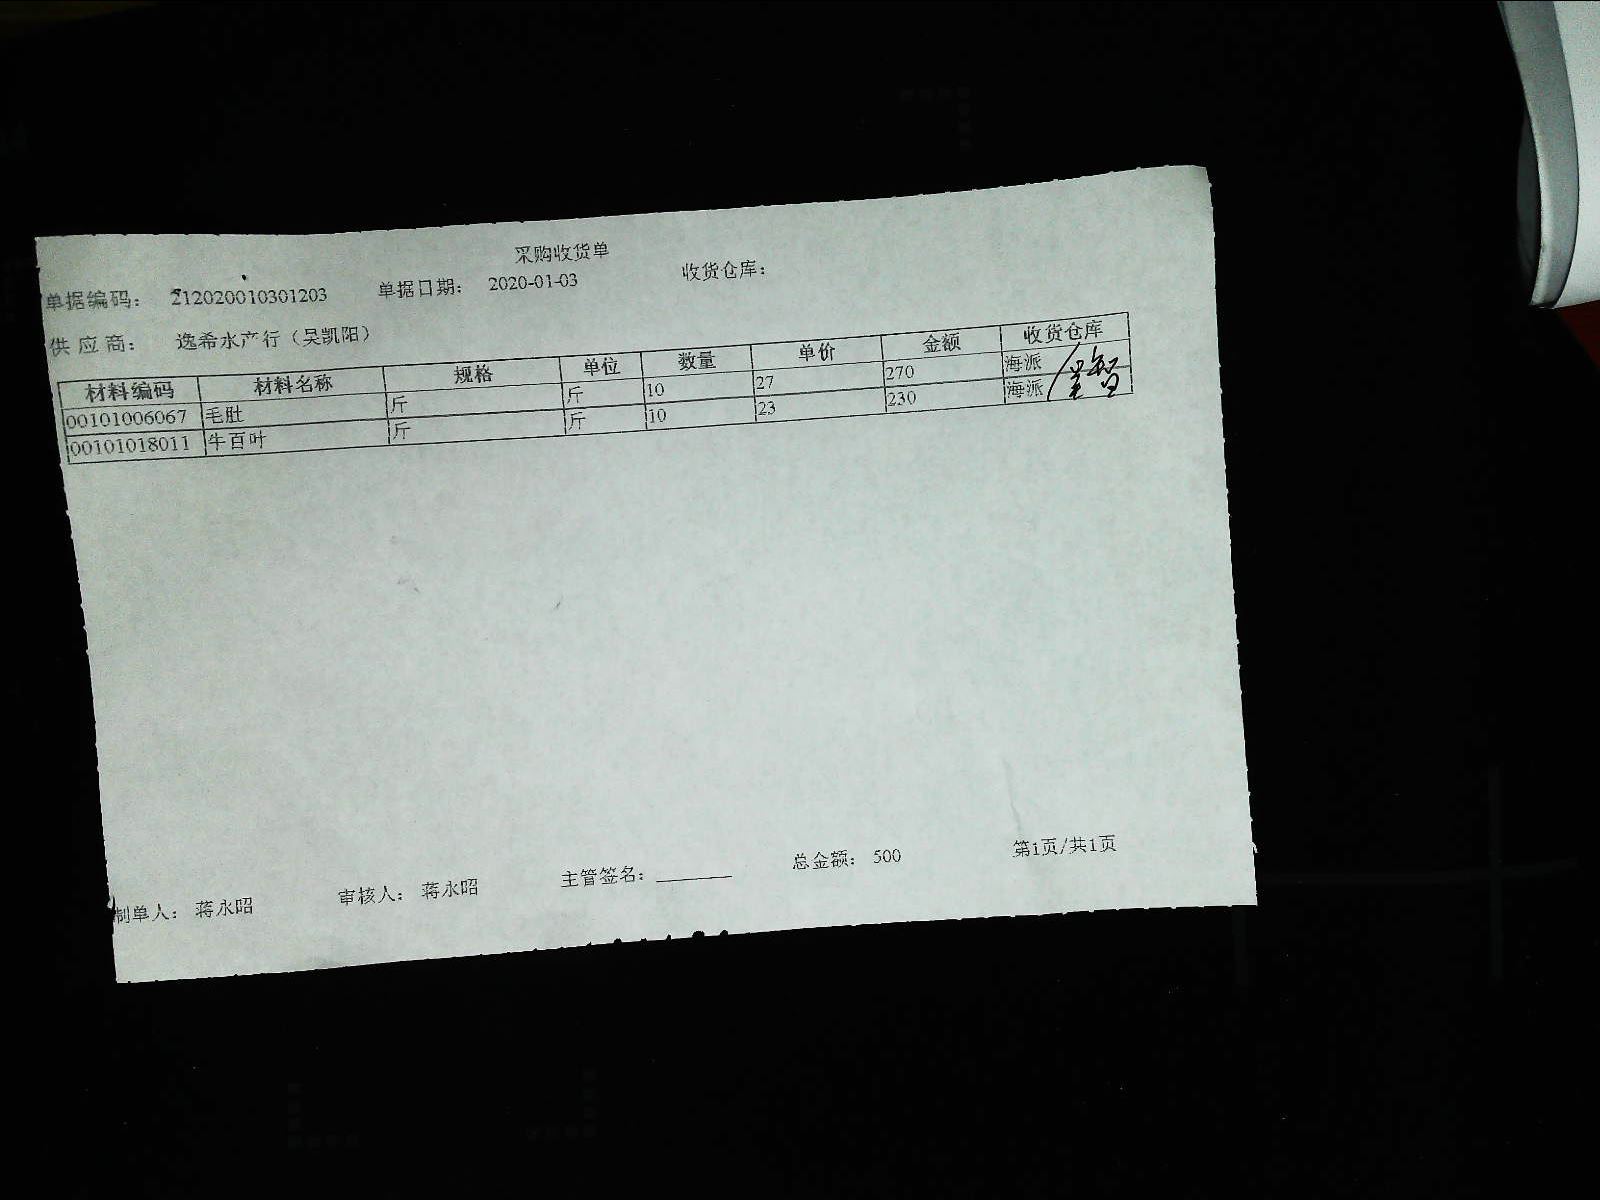 采购收货单
单据编码： 212020010301203 单据日期： 2020-01-03 收货仓库：
供应商： 逸希水产行（吴凯阳）
材料编码 材料名称 规格 单位 数量 单价 金额 收货仓库
00101006067 毛肚 斤 斤 10 27 270 海派
00101018011 牛百叶 斤 斤 10 23 230 海派
制单人： 蒋永昭 审核人： 蒋永昭 主管签名： 总金额： 500 第1页/共1页